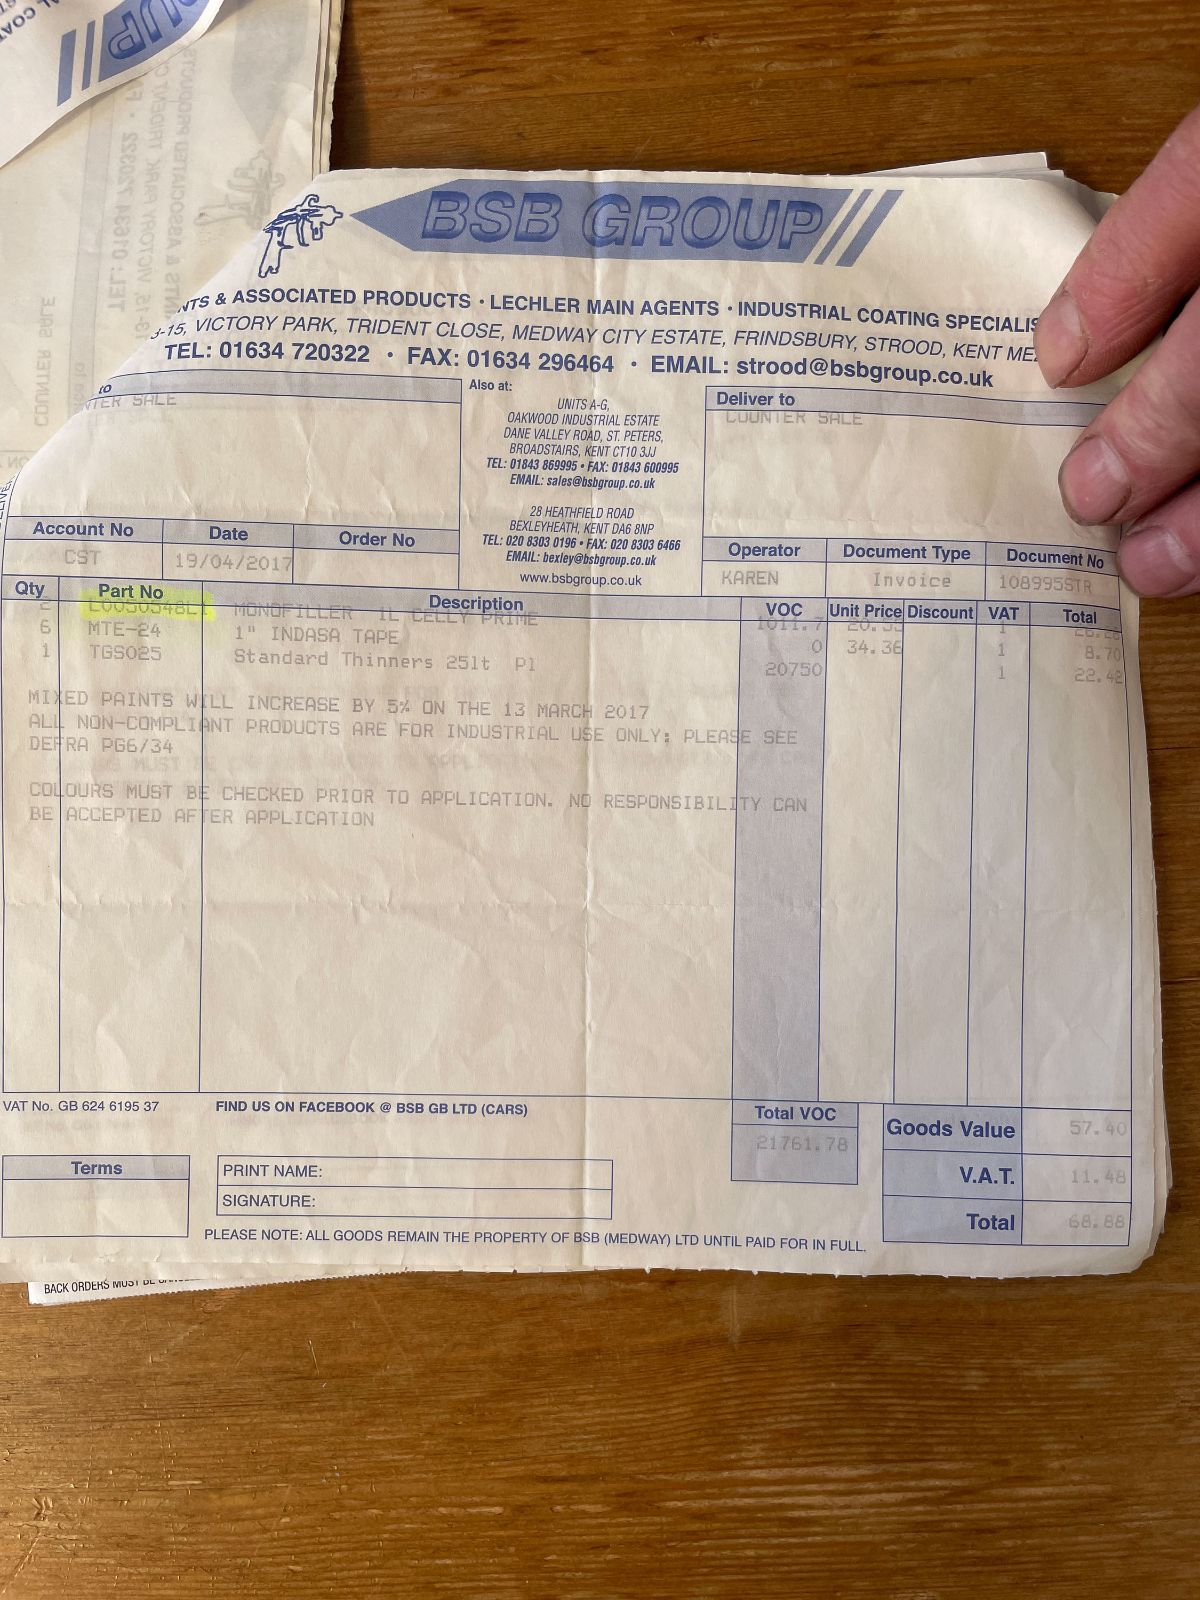 BSB GROUP
NTS & ASSOCIATED PRODUCTS • LECHLER MAIN AGENTS • INDUSTRIAL COATING SPECIALIS
3-15, VICTORY PARK, TRIDENT CLOSE, MEDWAY CITY ESTATE, FRINDSBURY, STROOD, KENT ME
TEL: 01634 720322 • FAX: 01634 296464 • EMAIL: strood@bsbgroup.co.uk
to
NTER SALE
Also at:
UNITS A-G,
OAKWOOD INDUSTRIAL ESTATE
DANE VALLEY ROAD, ST. PETERS,
BROADSTAIRS, KENT CT10 3JJ
TEL: 01843 869995 • FAX: 01843 600995
EMAIL: sales@bsbgroup.co.uk
28 HEATHFIELD ROAD
BEXLEYHEATH, KENT DA6 8NP
TEL: 020 8303 0196 • FAX: 020 8303 6466
EMAIL: bexley@bsbgroup.co.uk
www.bsbgroup.co.uk
Deliver to
COUNTER SALE
Account No Date Order No
CST 19/04/2017
Operator Document Type Document No
KAREN Invoice 108995STR
Qty Part No Description VOC Unit Price Discount VAT Total
2 MONOFILLER 1L CELLY PRIME 1011.7 1
6 MTE-24 1" INDASA TAPE 0 34.36 1 8.70
1 TGS025 Standard Thinners 25lt Pl 20750 1 22.42
MIXED PAINTS WILL INCREASE BY 5% ON THE 13 MARCH 2017
ALL NON-COMPLIANT PRODUCTS ARE FOR INDUSTRIAL USE ONLY: PLEASE SEE
DEFRA PG6/34
COLOURS MUST BE CHECKED PRIOR TO APPLICATION. NO RESPONSIBILITY CAN
BE ACCEPTED AFTER APPLICATION
VAT No. GB 624 6195 37
FIND US ON FACEBOOK @ BSB GB LTD (CARS)
Total VOC
21761.78
Goods Value 57.40
V.A.T. 11.48
Total 68.88
Terms
PRINT NAME:
SIGNATURE:
PLEASE NOTE: ALL GOODS REMAIN THE PROPERTY OF BSB (MEDWAY) LTD UNTIL PAID FOR IN FULL.
BACK ORDERS MUST BE